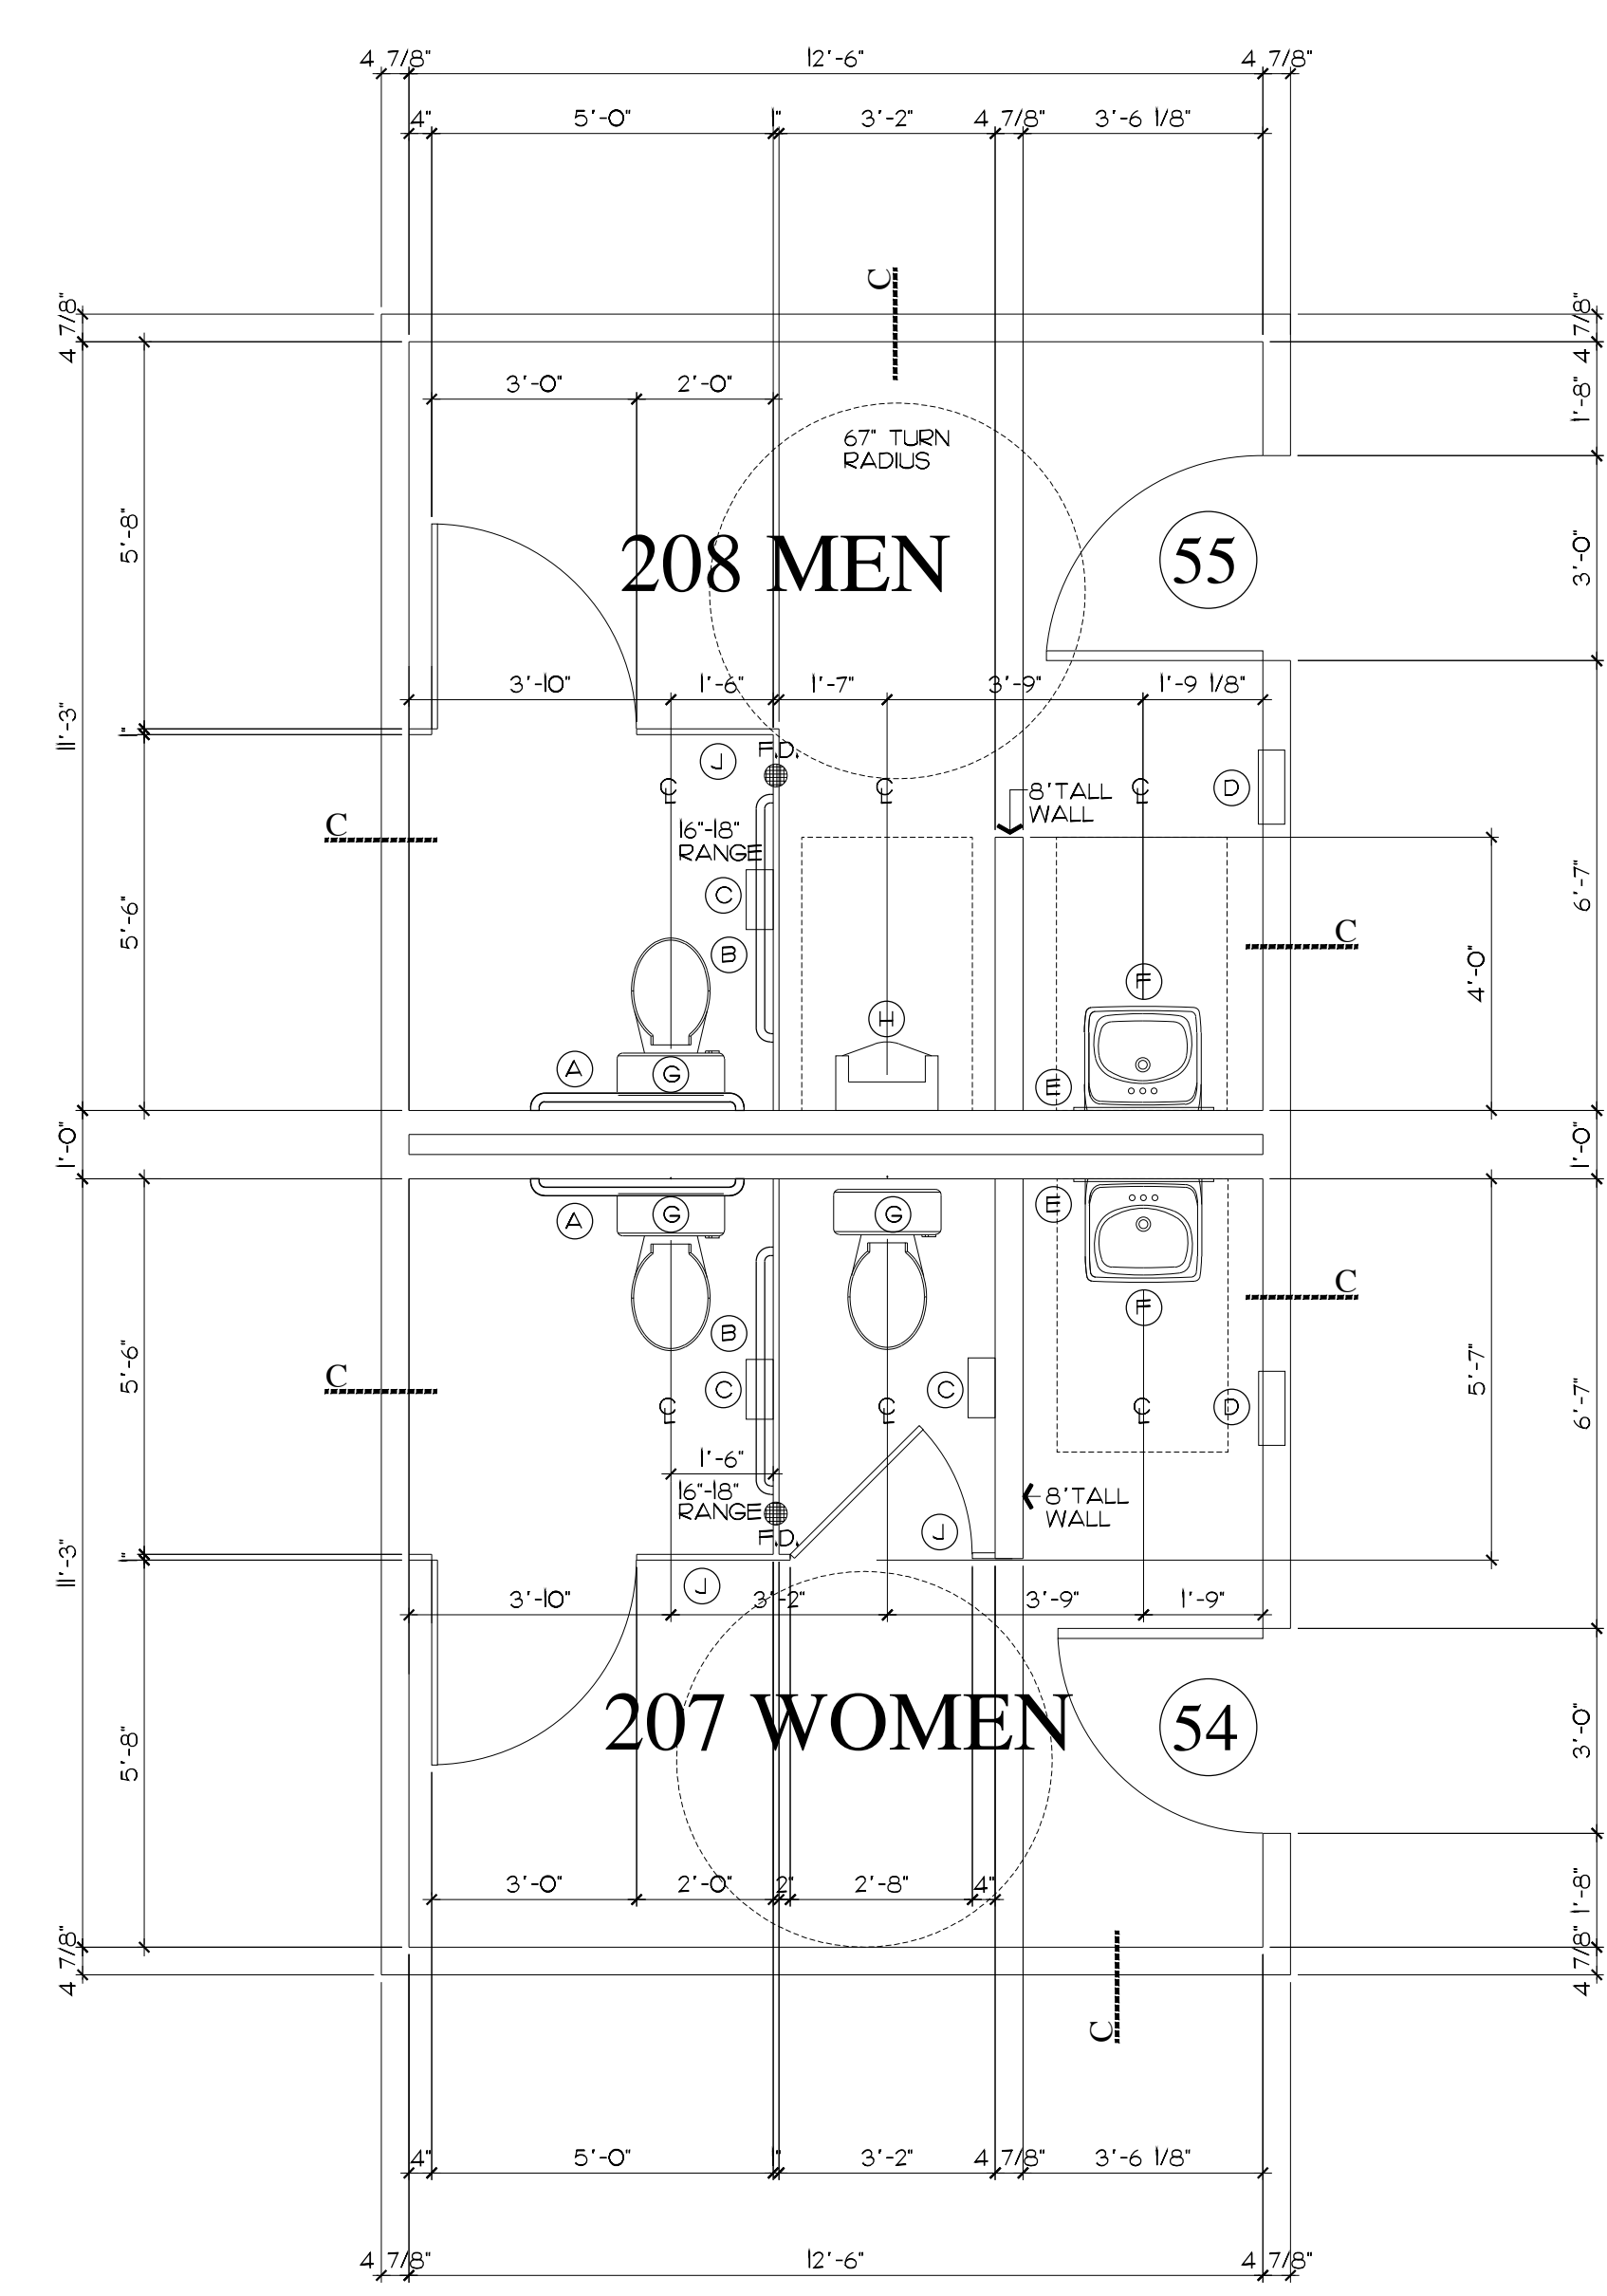 4 7/8"
12'-6"
4 7/8"
4"
5'-0"
1"
3'-2"
4 7/8"
3'-6 1/8"
C
4 7/8"
4 7/8"
1'-8"
3'-0"
2'-0"
67" TURN
RADIUS
5'-8"
208 MEN
55
3'-0"
3'-10"
1'-6"
1'-7"
3'-9"
1'-9 1/8"
11'-3"
1"
J
F.D.
CL
CL
8'TALL
WALL
CL
D
C
16"-18"
RANGE
6'-7"
C
5'-6"
B
C
4'-0"
F
H
A
G
E
1'-0"
1'-0"
A
G
G
E
C
F
5'-6"
B
C
C
C
5'-7"
6'-7"
CL
CL
CL
D
1'-6"
16"-18"
RANGE
8'TALL
WALL
F.D.
J
11'-3"
1"
J
3'-10"
3'-2"
3'-9"
1'-9"
207 WOMEN
54
3'-0"
5'-8"
3'-0"
2'-0"
2"
2'-8"
4"
1'-8"
4 7/8"
4 7/8"
C
4"
5'-0"
1"
3'-2"
4 7/8"
3'-6 1/8"
4 7/8"
12'-6"
4 7/8"